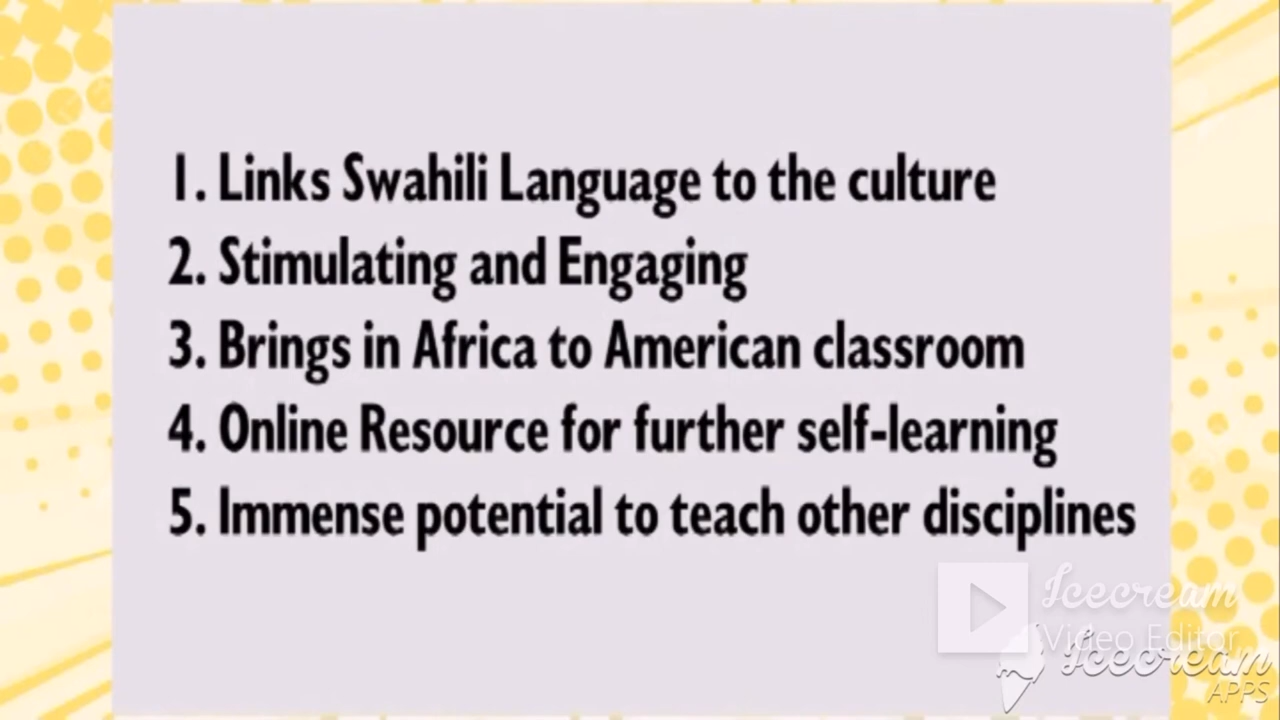 1. Links Swahili Language to the culture
2. Stimulating and Engaging
3. Brings in Africa to American classroom
4. Online Resource for further self-learning
5. Immense potential to teach other disciplines
Icecream
Video Editor
Icecream
APPS